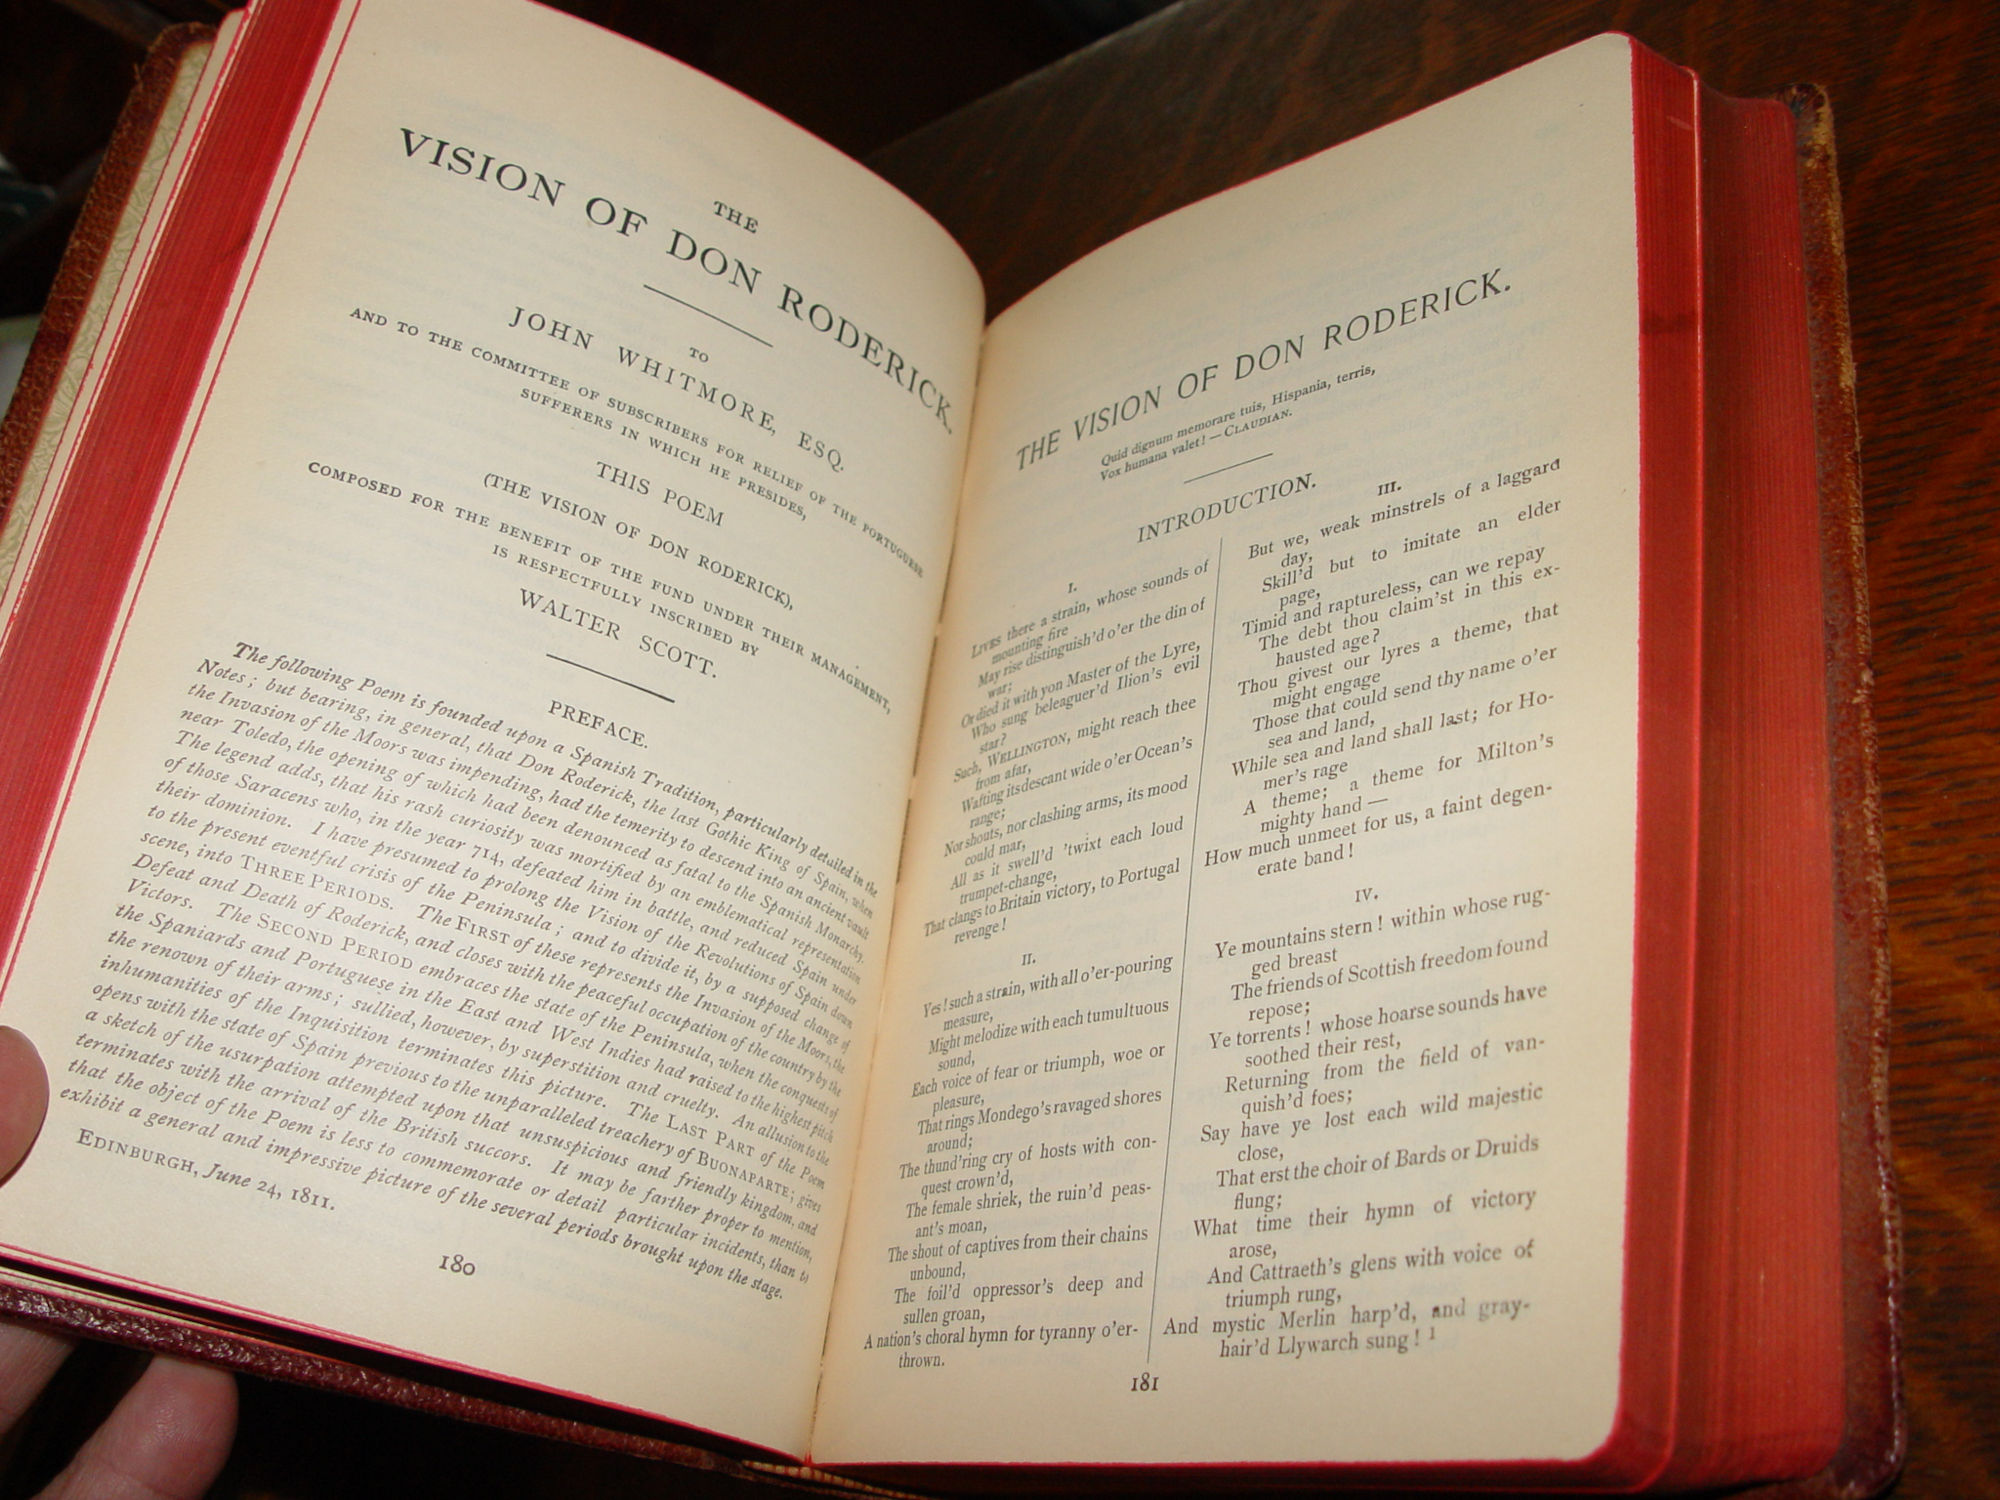 THE
VISION OF DON RODERICK.
TO
JOHN WHITMORE, ESQ.
AND TO THE COMMITTEE OF SUBSCRIBERS FOR RELIEF OF THE PORTUGUESE
SUFFERERS IN WHICH HE PRESIDES,
THIS POEM
(THE VISION OF DON RODERICK),
COMPOSED FOR THE BENEFIT OF THE FUND UNDER THEIR MANAGEMENT,
IS RESPECTFULLY INSCRIBED BY
WALTER SCOTT.
PREFACE.
The following Poem is founded upon a Spanish Tradition, particularly detailed in the
Notes; but bearing, in general, that Don Roderick, the last Gothic King of Spain, when
the Invasion of the Moors was impending, had the temerity to descend into an ancient vault
near Toledo, the opening of which had been denounced as fatal to the Spanish Monarchy.
The legend adds, that his rash curiosity was mortified by an emblematical representation
of those Saracens who, in the year 714, defeated him in battle, and reduced Spain under
their dominion. I have presumed to prolong the Vision of the Revolutions of Spain down
to the present eventful crisis of the Peninsula; and to divide it, by a supposed change of
scene, into THREE PERIODS. The FIRST of these represents the Invasion of the Moors, the
Defeat and Death of Roderick, and closes with the peaceful occupation of the country by the
Victors. The SECOND PERIOD embraces the state of the Peninsula, when the conquests of
the Spaniards and Portuguese in the East and West Indies had raised to the highest pitch
the renown of their arms; sullied, however, by superstition and cruelty. An allusion to the
inhumanities of the Inquisition terminates this picture. The LAST PART of the Poem
opens with the state of Spain previous to the unparalleled treachery of BUONAPARTE; gives
a sketch of the usurpation attempted upon that unsuspicious and friendly kingdom, and
terminates with the arrival of the British succors. It may be farther proper to mention,
that the object of the Poem is less to commemorate or detail particular incidents, than to
exhibit a general and impressive picture of the several periods brought upon the stage.
EDINBURGH, June 24, 1811.
180
THE VISION OF DON RODERICK.
Quid dignum memorare tuis, Hispania, terris,
Vox humana valet! — CLAUDIAN.
INTRODUCTION.
I.
LIVES there a strain, whose sounds of
mounting fire
May rise distinguish'd o'er the din of
war;
Or died it with yon Master of the Lyre,
Who sung beleaguer'd Ilion's evil
star?
Such, WELLINGTON, might reach thee
from afar,
Wafting its descant wide o'er Ocean's
range;
Nor shouts, nor clashing arms, its mood
could mar,
All as it swell'd 'twixt each loud
trumpet-change,
That clangs to Britain victory, to Portugal
revenge!
II.
Yes! such a strain, with all o'er-pouring
measure,
Might melodize with each tumultuous
sound,
Each voice of fear or triumph, woe or
pleasure,
That rings Mondego's ravaged shores
around;
The thund'ring cry of hosts with con-
quest crown'd,
The female shriek, the ruin'd peas-
ant's moan,
The shout of captives from their chains
unbound,
The foil'd oppressor's deep and
sullen groan,
A nation's choral hymn for tyranny o'er-
thrown.
III.
But we, weak minstrels of a laggard
day,
Skill'd but to imitate an elder
page,
Timid and raptureless, can we repay
The debt thou claim'st in this ex-
hausted age?
Thou givest our lyres a theme, that
might engage
Those that could send thy name o'er
sea and land,
While sea and land shall last; for Ho-
mer's rage
A theme; a theme for Milton's
mighty hand —
How much unmeet for us, a faint degen-
erate band!
IV.
Ye mountains stern! within whose rug-
ged breast
The friends of Scottish freedom found
repose;
Ye torrents! whose hoarse sounds have
soothed their rest,
Returning from the field of van-
quish'd foes;
Say have ye lost each wild majestic
close,
That erst the choir of Bards or Druids
flung;
What time their hymn of victory
arose,
And Cattraeth's glens with voice of
triumph rung,
And mystic Merlin harp'd, and gray-
hair'd Llywarch sung! 1
181